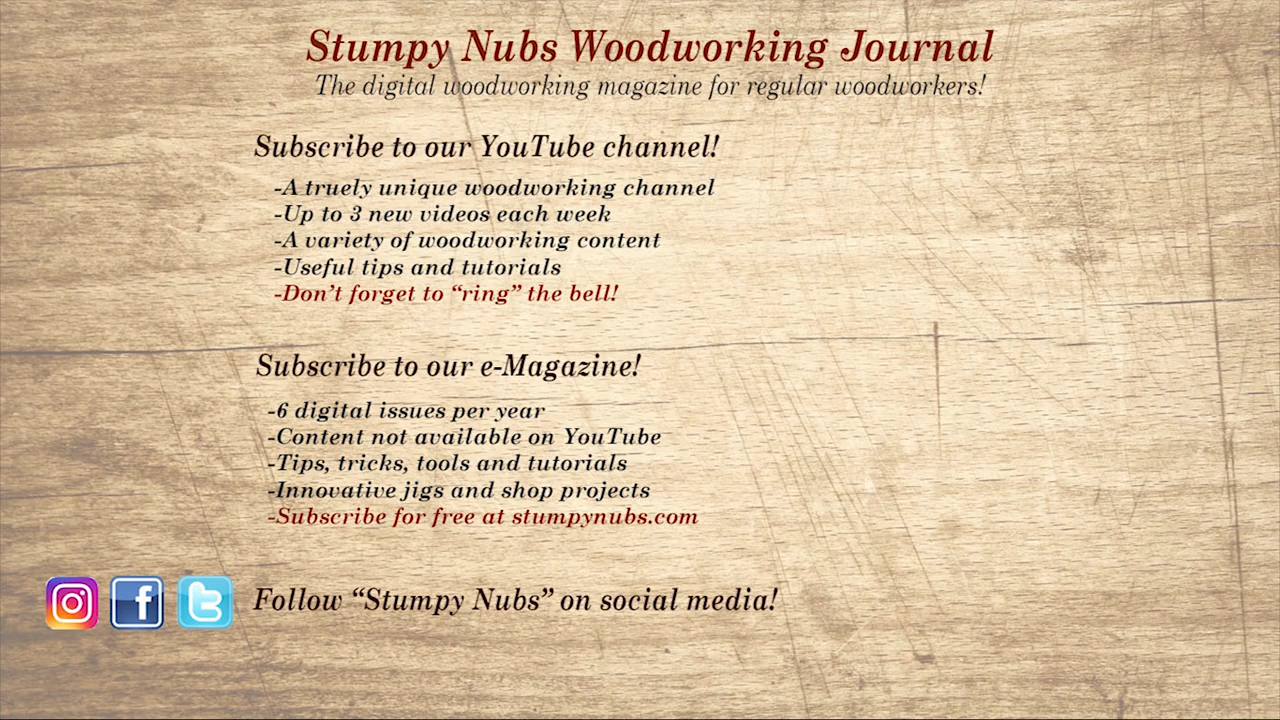 Stumpy Nubs Woodworking Journal
The digital woodworking magazine for regular woodworkers!
Subscribe to our YouTube channel!
-A truely unique woodworking channel
-Up to 3 new videos each week
-A variety of woodworking content
-Useful tips and tutorials
-Don’t forget to “ring” the bell!
Subscribe to our e-Magazine!
-6 digital issues per year
-Content not available on YouTube
-Tips, tricks, tools and tutorials
-Innovative jigs and shop projects
-Subscribe for free at stumpynubs.com
Follow “Stumpy Nubs” on social media!